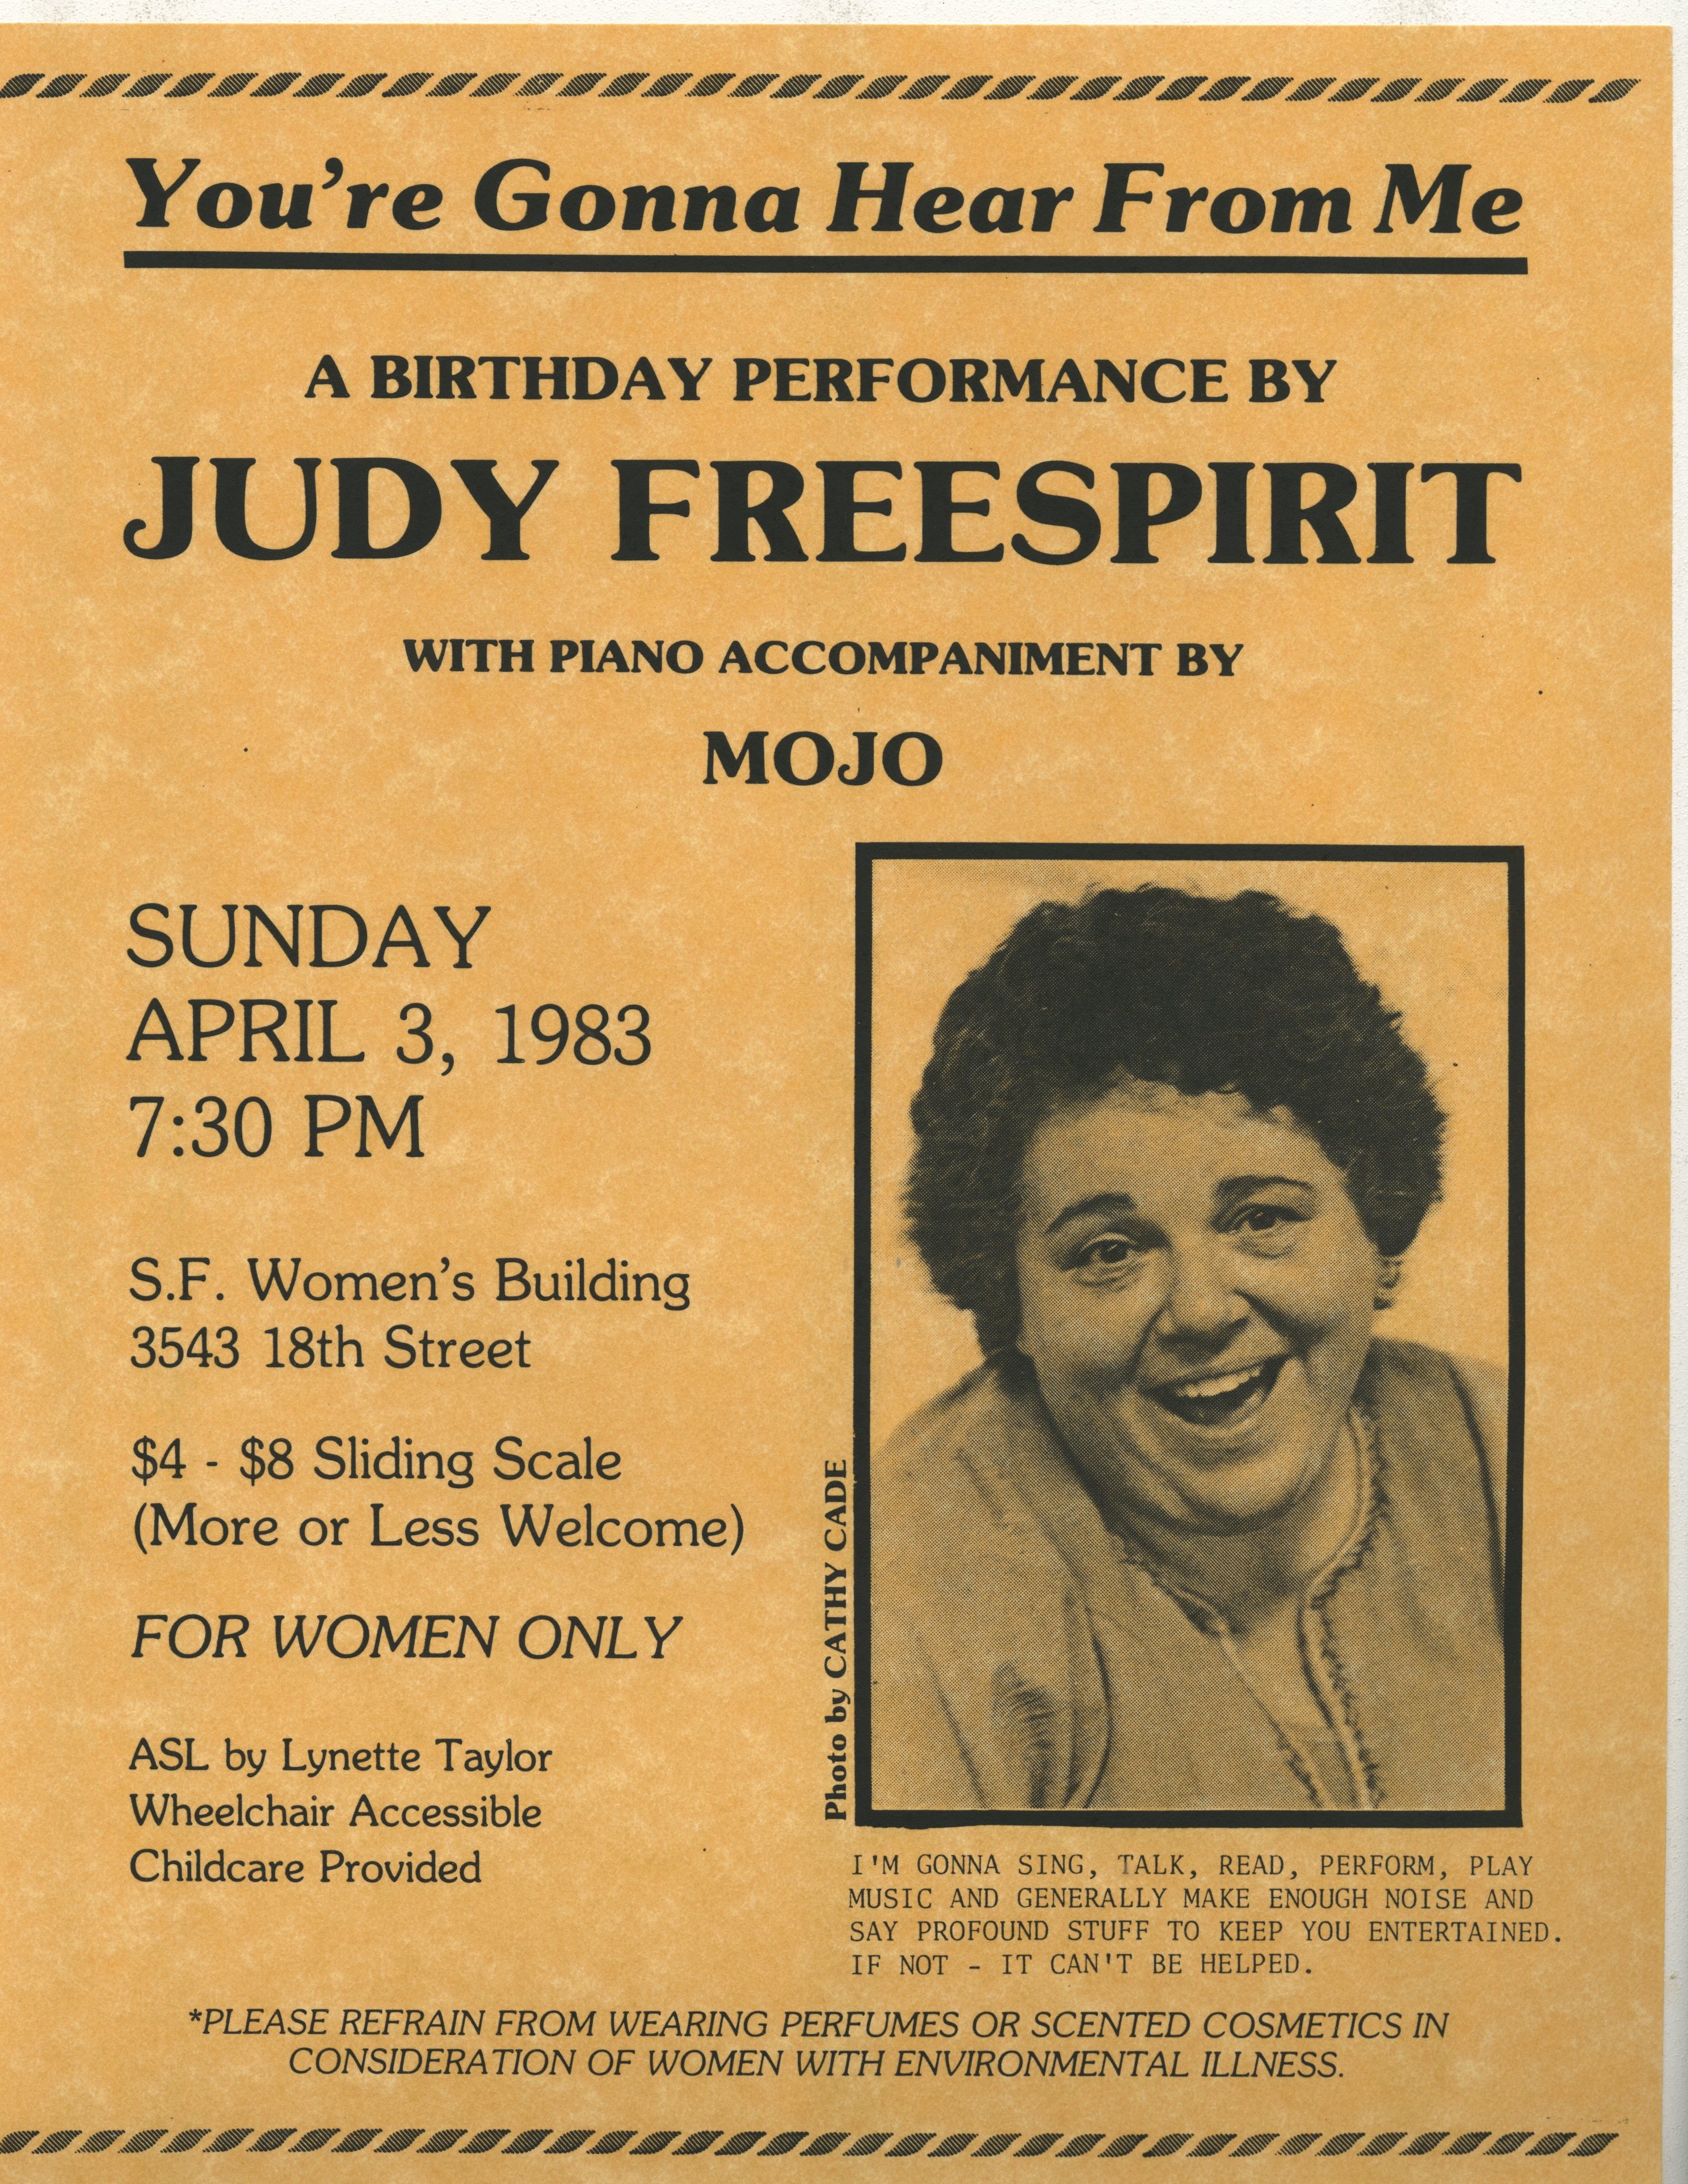 You're Gonna Hear From Me
A BIRTHDAY PERFORMANCE BY
JUDY FREESPIRIT
WITH PIANO ACCOMPANIMENT BY
MOJO
SUNDAY
APRIL 3, 1983
7:30 PM
S.F. Women's Building
3543 18th Street
$4 - $8 Sliding Scale
(More or Less Welcome)
FOR WOMEN ONLY
ASL by Lynette Taylor
Wheelchair Accessible
Childcare Provided
Photo by CATHY CADE
I'M GONNA SING, TALK, READ, PERFORM, PLAY
MUSIC AND GENERALLY MAKE ENOUGH NOISE AND
SAY PROFOUND STUFF TO KEEP YOU ENTERTAINED.
IF NOT - IT CAN'T BE HELPED.
*PLEASE REFRAIN FROM WEARING PERFUMES OR SCENTED COSMETICS IN
CONSIDERATION OF WOMEN WITH ENVIRONMENTAL ILLNESS.